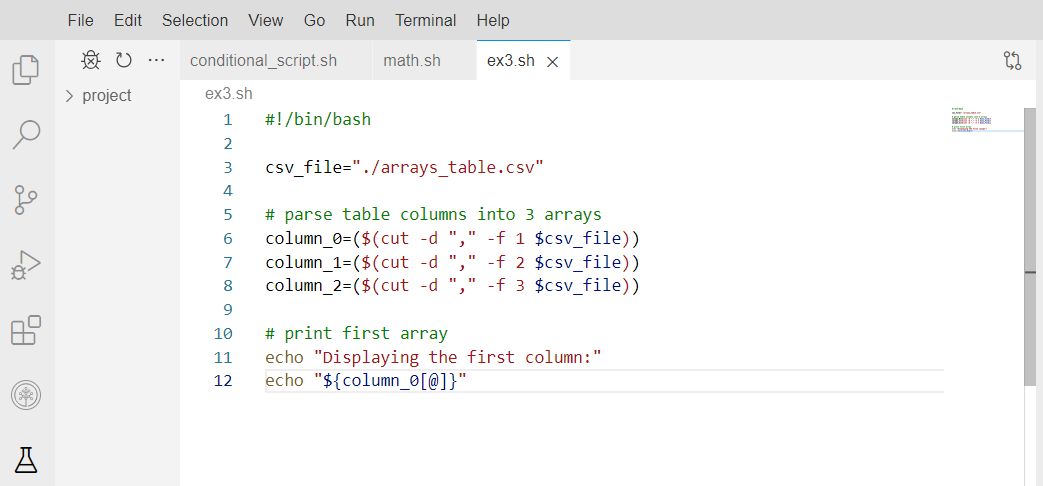 File Edit Selection View Go Run Terminal Help
conditional_script.sh math.sh ex3.sh
project
ex3.sh
1 #!/bin/bash
2
3 csv_file="./arrays_table.csv"
4
5 # parse table columns into 3 arrays
6 column_0=($(cut -d "," -f 1 $csv_file))
7 column_1=($(cut -d "," -f 2 $csv_file))
8 column_2=($(cut -d "," -f 3 $csv_file))
9
10 # print first array
11 echo "Displaying the first column:"
12 echo "${column_0[@]}"